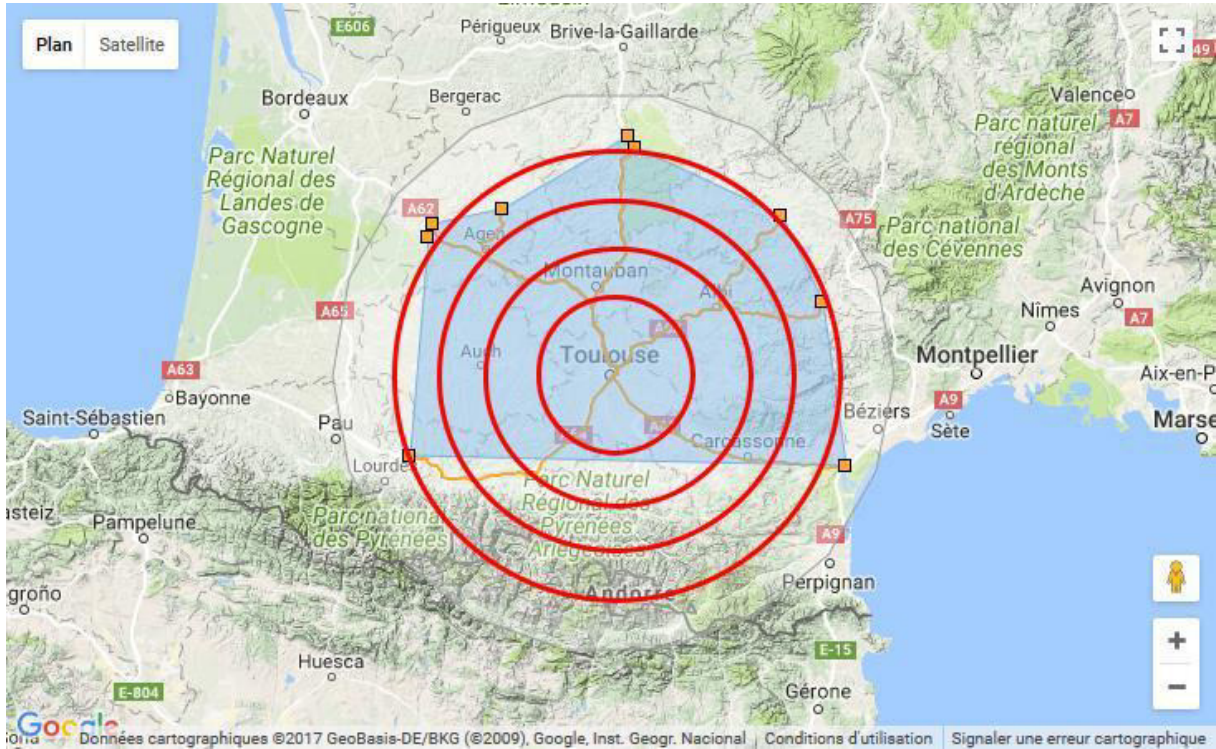 Plan Satellite
E606
Périgueux
Brive-la-Gaillarde
49
Bordeaux
Bergerac
Valence
A7
Parc naturel
régional
des Monts
d'Ardèche
Parc Naturel
Régional des
Landes de
Gascogne
A62
A75
Parc national
des Cévennes
Agen
Montauban
Albi
Avignon
Nîmes
A7
A65
Auch
Toulouse
Montpellier
A63
Bayonne
Aix-en-P
Saint-Sébastien
Pau
Béziers
A9
Sète
Marse
Carcassonne
Lourdes
Parc Naturel
Régional des
Pyrénées
Ariégeoises
asteiz
Pampelune
Parc national
des Pyrénées
A9
Perpignan
Andorre
groño
Huesca
E-15
E-804
Gérone
+
−
Google
Données cartographiques ©2017 GeoBasis-DE/BKG (©2009), Google, Inst. Geogr. Nacional Conditions d'utilisation Signaler une erreur cartographique